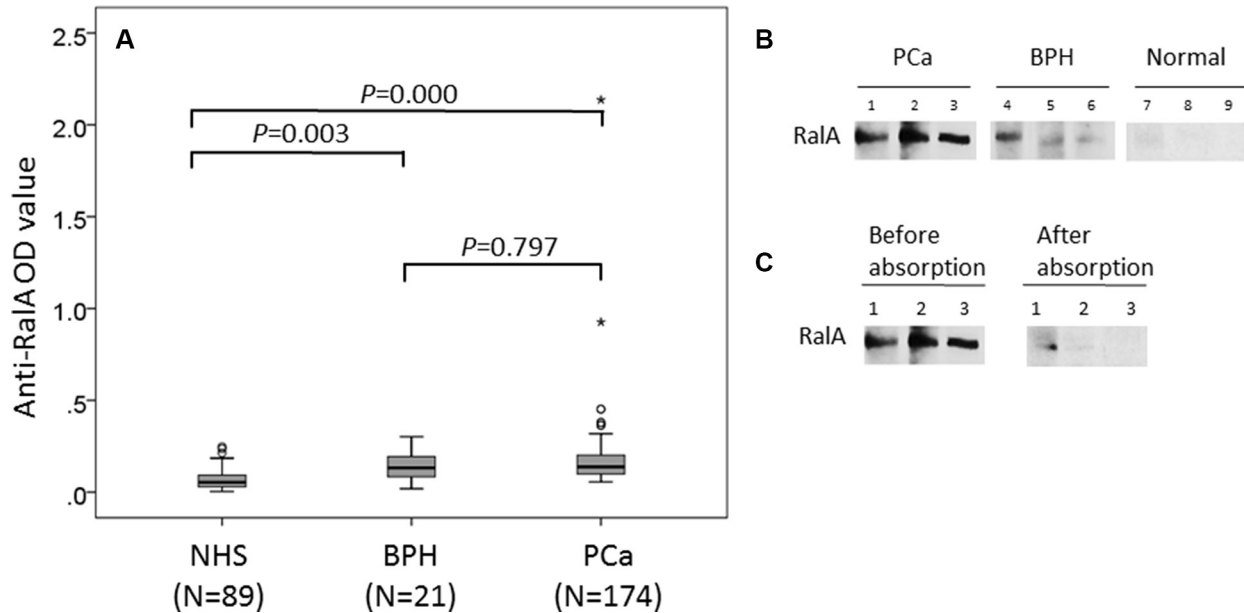 A
Anti-RalA OD value
2.5
2.0
1.5
1.0
.5
.0
P=0.000
P=0.003
P=0.797
NHS BPH PCa
(N=89) (N=21) (N=174)
B
PCa BPH Normal
1 2 3 4 5 6 7 8 9
RalA
C
Before After
absorption absorption
1 2 3 1 2 3
RalA